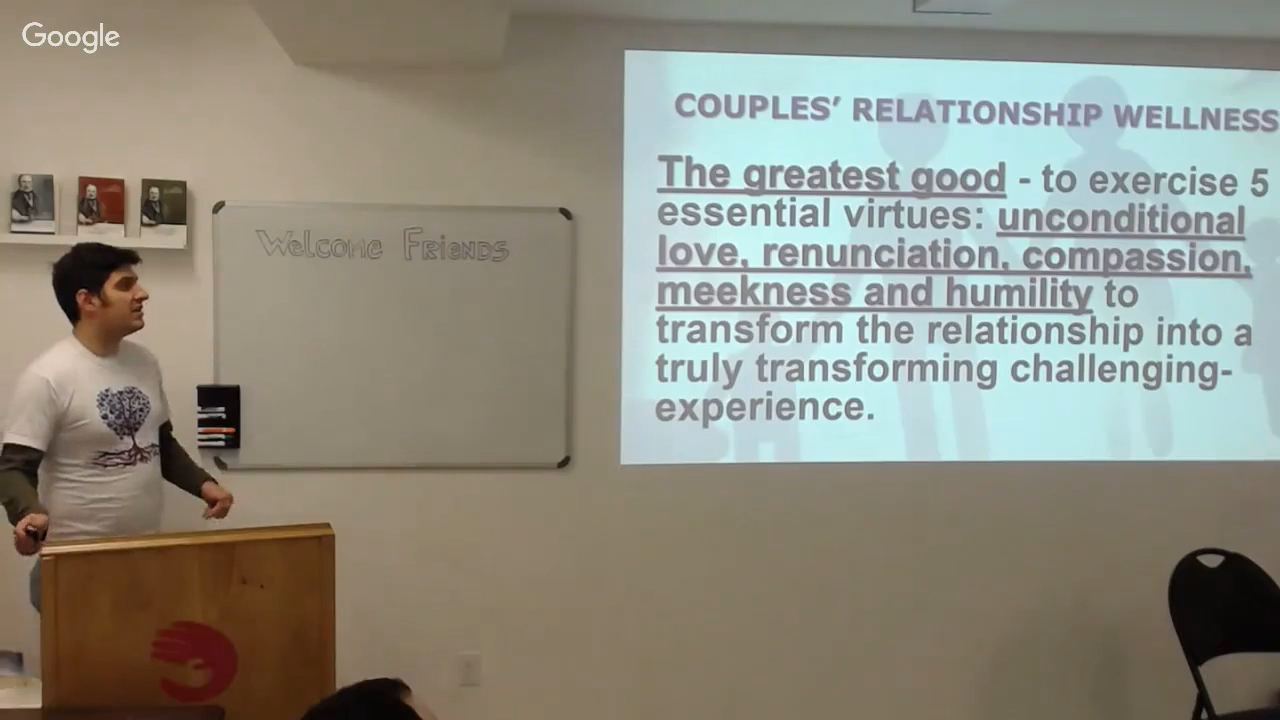 Google
Welcome Friends
COUPLES' RELATIONSHIP WELLNESS
The greatest good - to exercise 5
essential virtues: unconditional
love, renunciation, compassion,
meekness and humility to
transform the relationship into a
truly transforming challenging-
experience.